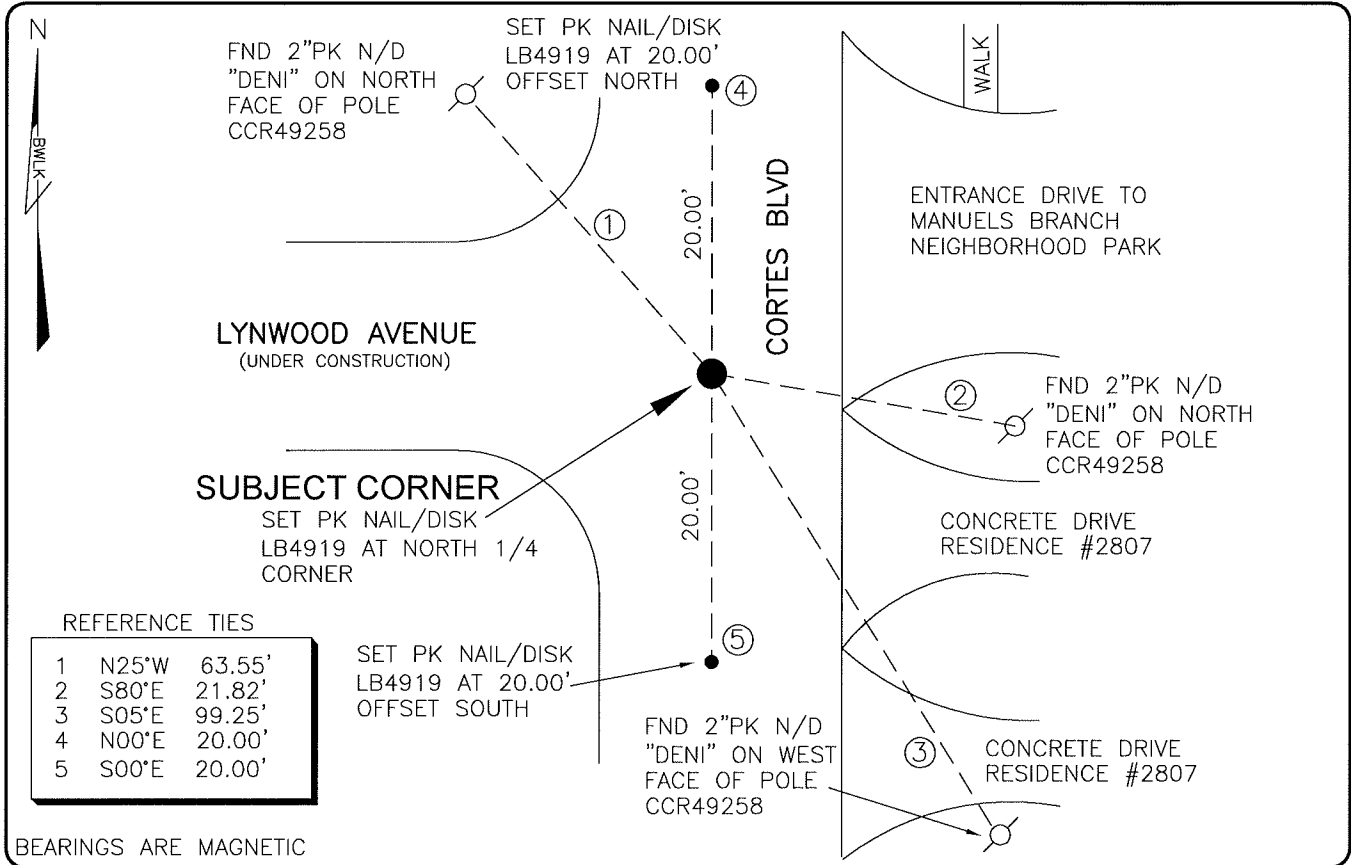 N
BWLK
FND 2"PK N/D
"DENI" ON NORTH
FACE OF POLE
CCR49258
SET PK NAIL/DISK
LB4919 AT 20.00'
OFFSET NORTH
4
WALK
1
20.00'
CORTES BLVD
ENTRANCE DRIVE TO
MANUELS BRANCH
NEIGHBORHOOD PARK
LYNWOOD AVENUE
(UNDER CONSTRUCTION)
2
FND 2"PK N/D
"DENI" ON NORTH
FACE OF POLE
CCR49258
SUBJECT CORNER
SET PK NAIL/DISK
LB4919 AT NORTH 1/4
CORNER
20.00'
CONCRETE DRIVE
RESIDENCE #2807
REFERENCE TIES
1 N25°W 63.55'
2 S80°E 21.82'
3 S05°E 99.25'
4 N00°E 20.00'
5 S00°E 20.00'
SET PK NAIL/DISK
LB4919 AT 20.00'
OFFSET SOUTH
5
FND 2"PK N/D
"DENI" ON WEST
FACE OF POLE
CCR49258
3
CONCRETE DRIVE
RESIDENCE #2807
BEARINGS ARE MAGNETIC